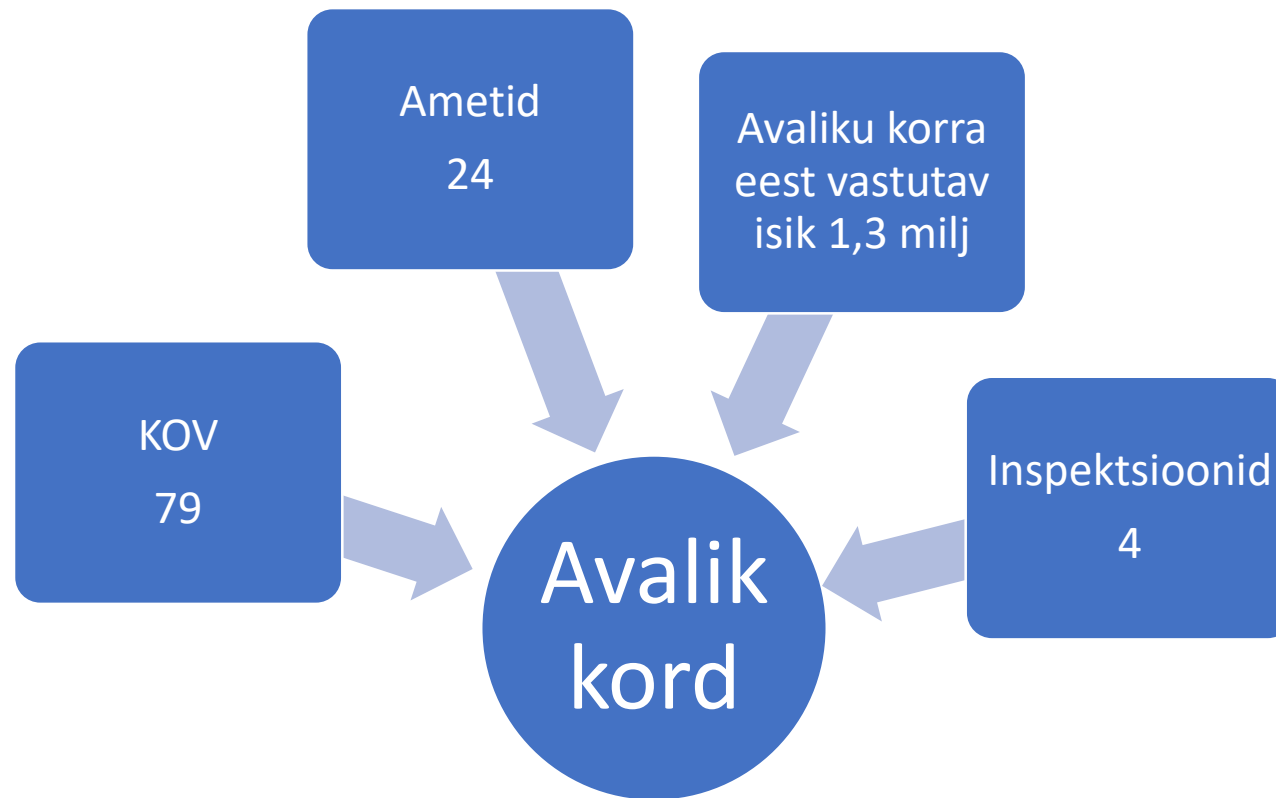 Ametid
24
Avaliku korra
eest vastutav
isik 1,3 milj
KOV
79
Inspektsioonid
4
Avalik
kord